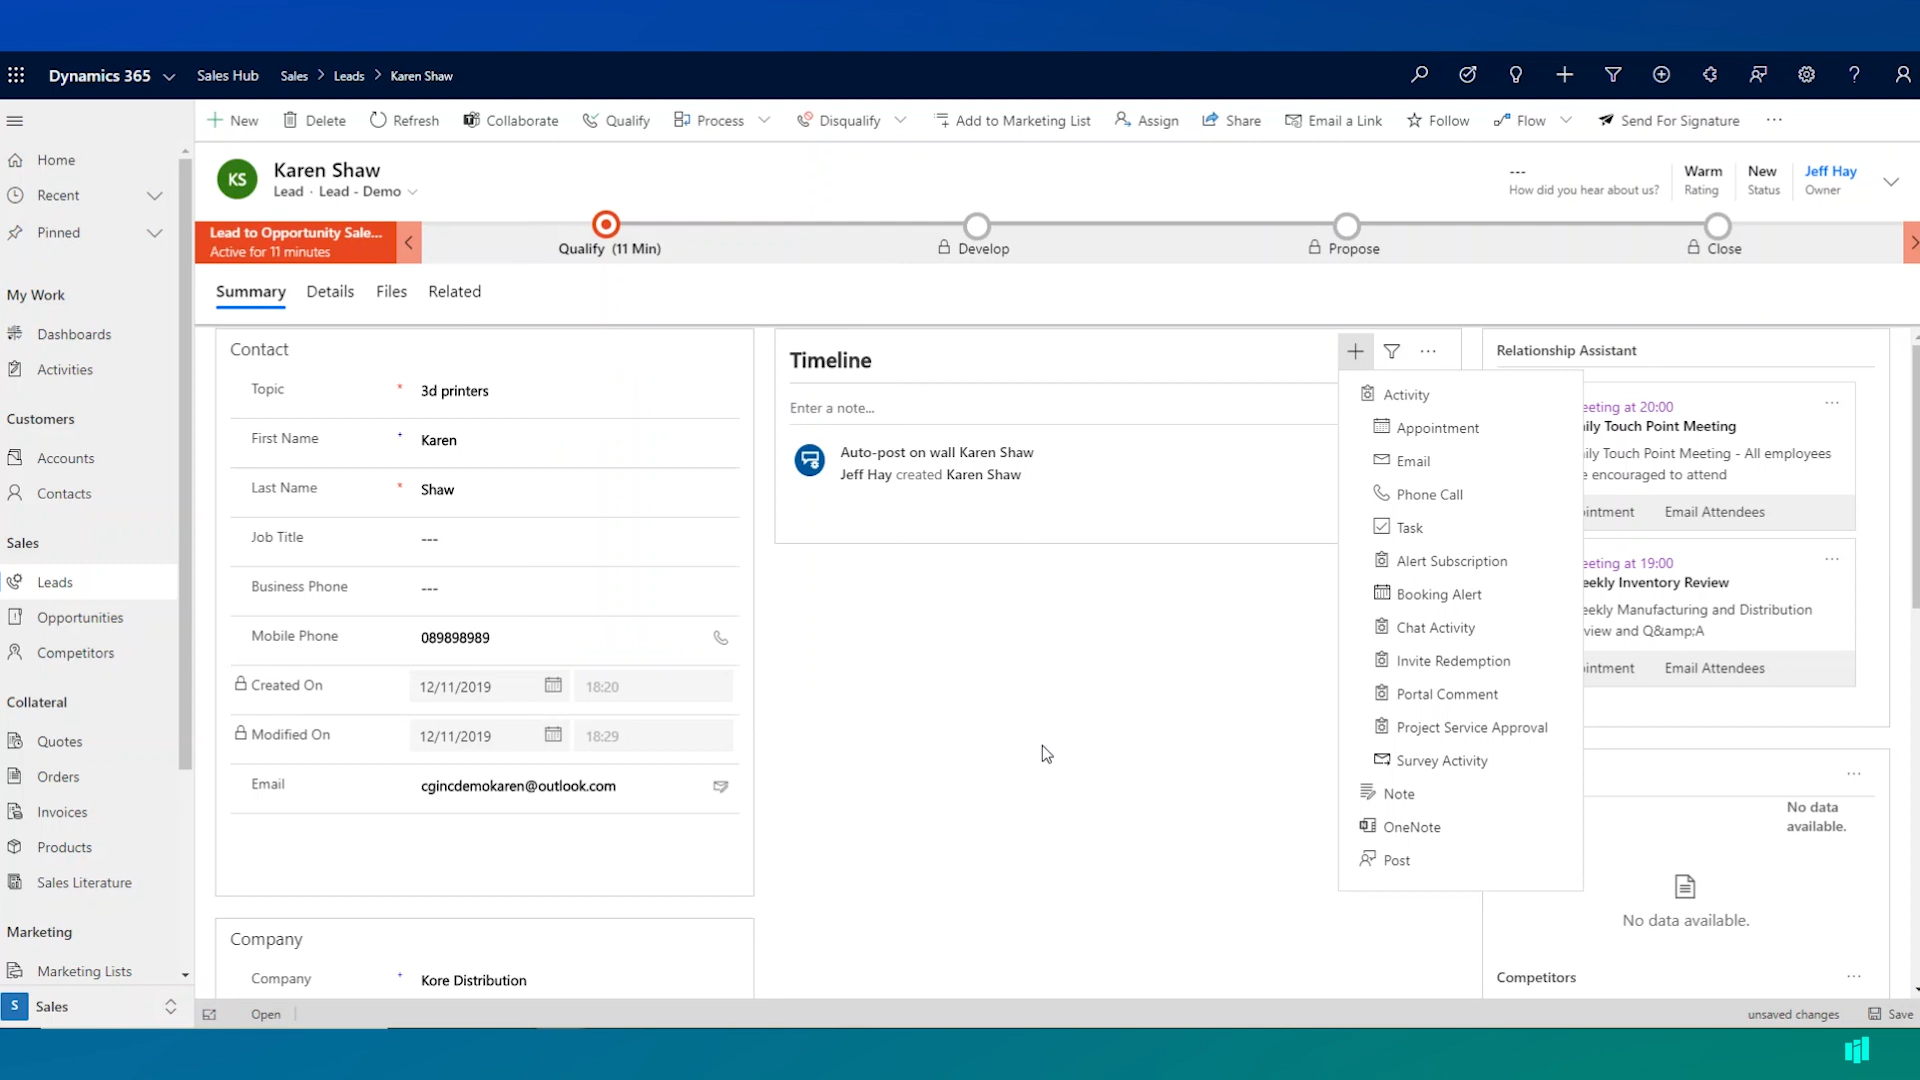 Dynamics 365
Sales Hub
Sales > Leads > Karen Shaw
New
Delete
Refresh
Collaborate
Qualify
Process
Disqualify
Add to Marketing List
Assign
Share
Email a Link
Follow
Flow
Send For Signature
Home
Recent
Pinned
My Work
Dashboards
Activities
Customers
Accounts
Contacts
Sales
Leads
Opportunities
Competitors
Collateral
Quotes
Orders
Invoices
Products
Sales Literature
Marketing
Marketing Lists
S
Sales
KS
Karen Shaw
Lead · Lead - Demo
---
How did you hear about us?
Warm
Rating
New
Status
Jeff Hay
Owner
Lead to Opportunity Sale...
Active for 11 minutes
Qualify (11 Min)
Develop
Propose
Close
Summary
Details
Files
Related
Contact
Topic * 3d printers
First Name + Karen
Last Name * Shaw
Job Title ---
Business Phone ---
Mobile Phone 089898989
Created On 12/11/2019 18:20
Modified On 12/11/2019 18:29
Email cgincdemokaren@outlook.com
Company
Company + Kore Distribution
Timeline
Enter a note...
Auto-post on wall Karen Shaw
Jeff Hay created Karen Shaw
Activity
Appointment
Email
Phone Call
Task
Alert Subscription
Booking Alert
Chat Activity
Invite Redemption
Portal Comment
Project Service Approval
Survey Activity
Note
OneNote
Post
Relationship Assistant
eeting at 20:00
ily Touch Point Meeting
ily Touch Point Meeting - All employees
e encouraged to attend
intment
Email Attendees
eeting at 19:00
eekly Inventory Review
eekly Manufacturing and Distribution
view and Q&amp;A
intment
Email Attendees
No data
available.
No data available.
Competitors
Open
unsaved changes
Save